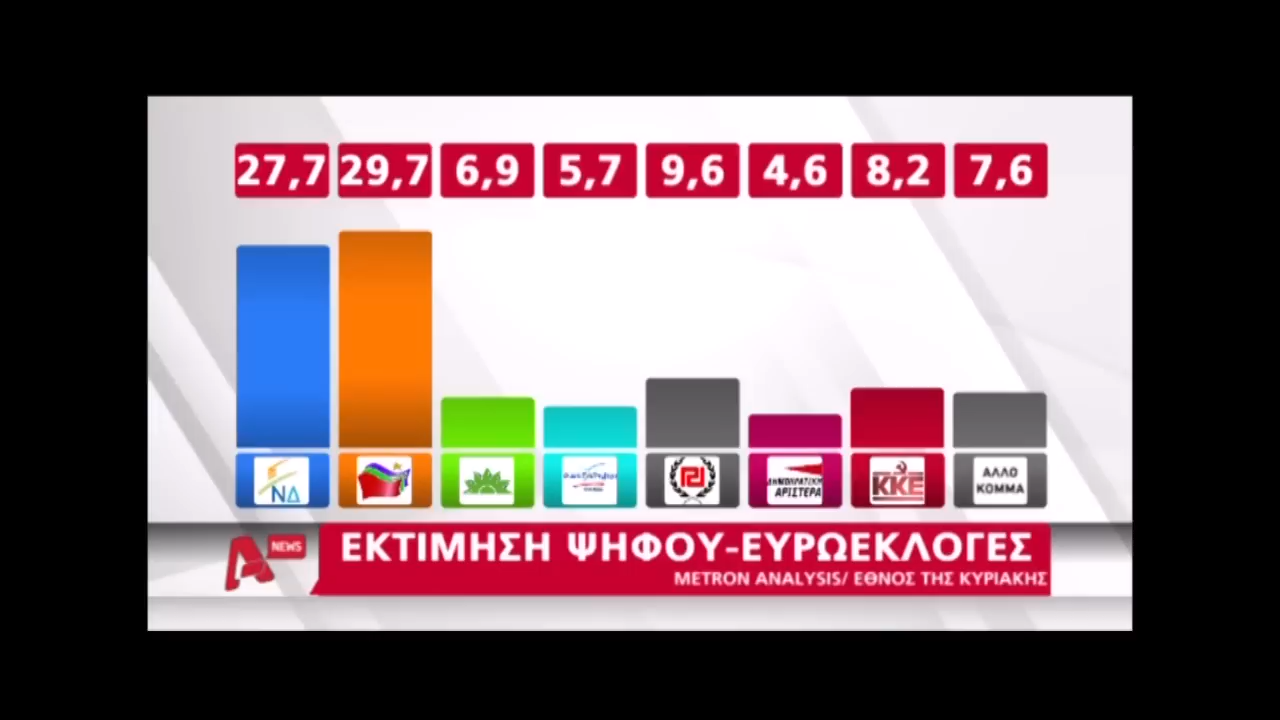 27,7 29,7 6,9 5,7 9,6 4,6 8,2 7,6
ΝΔ
ΔΗΜΟΚΡΑΤΙΚΗ
ΑΡΙΣΤΕΡΑ
ΚΚΕ
ΑΛΛΟ
ΚΟΜΜΑ
NEWS
ΕΚΤΙΜΗΣΗ ΨΗΦΟΥ-ΕΥΡΩΕΚΛΟΓΕΣ
METRON ANALYSIS/ ΕΘΝΟΣ ΤΗΣ ΚΥΡΙΑΚΗΣ